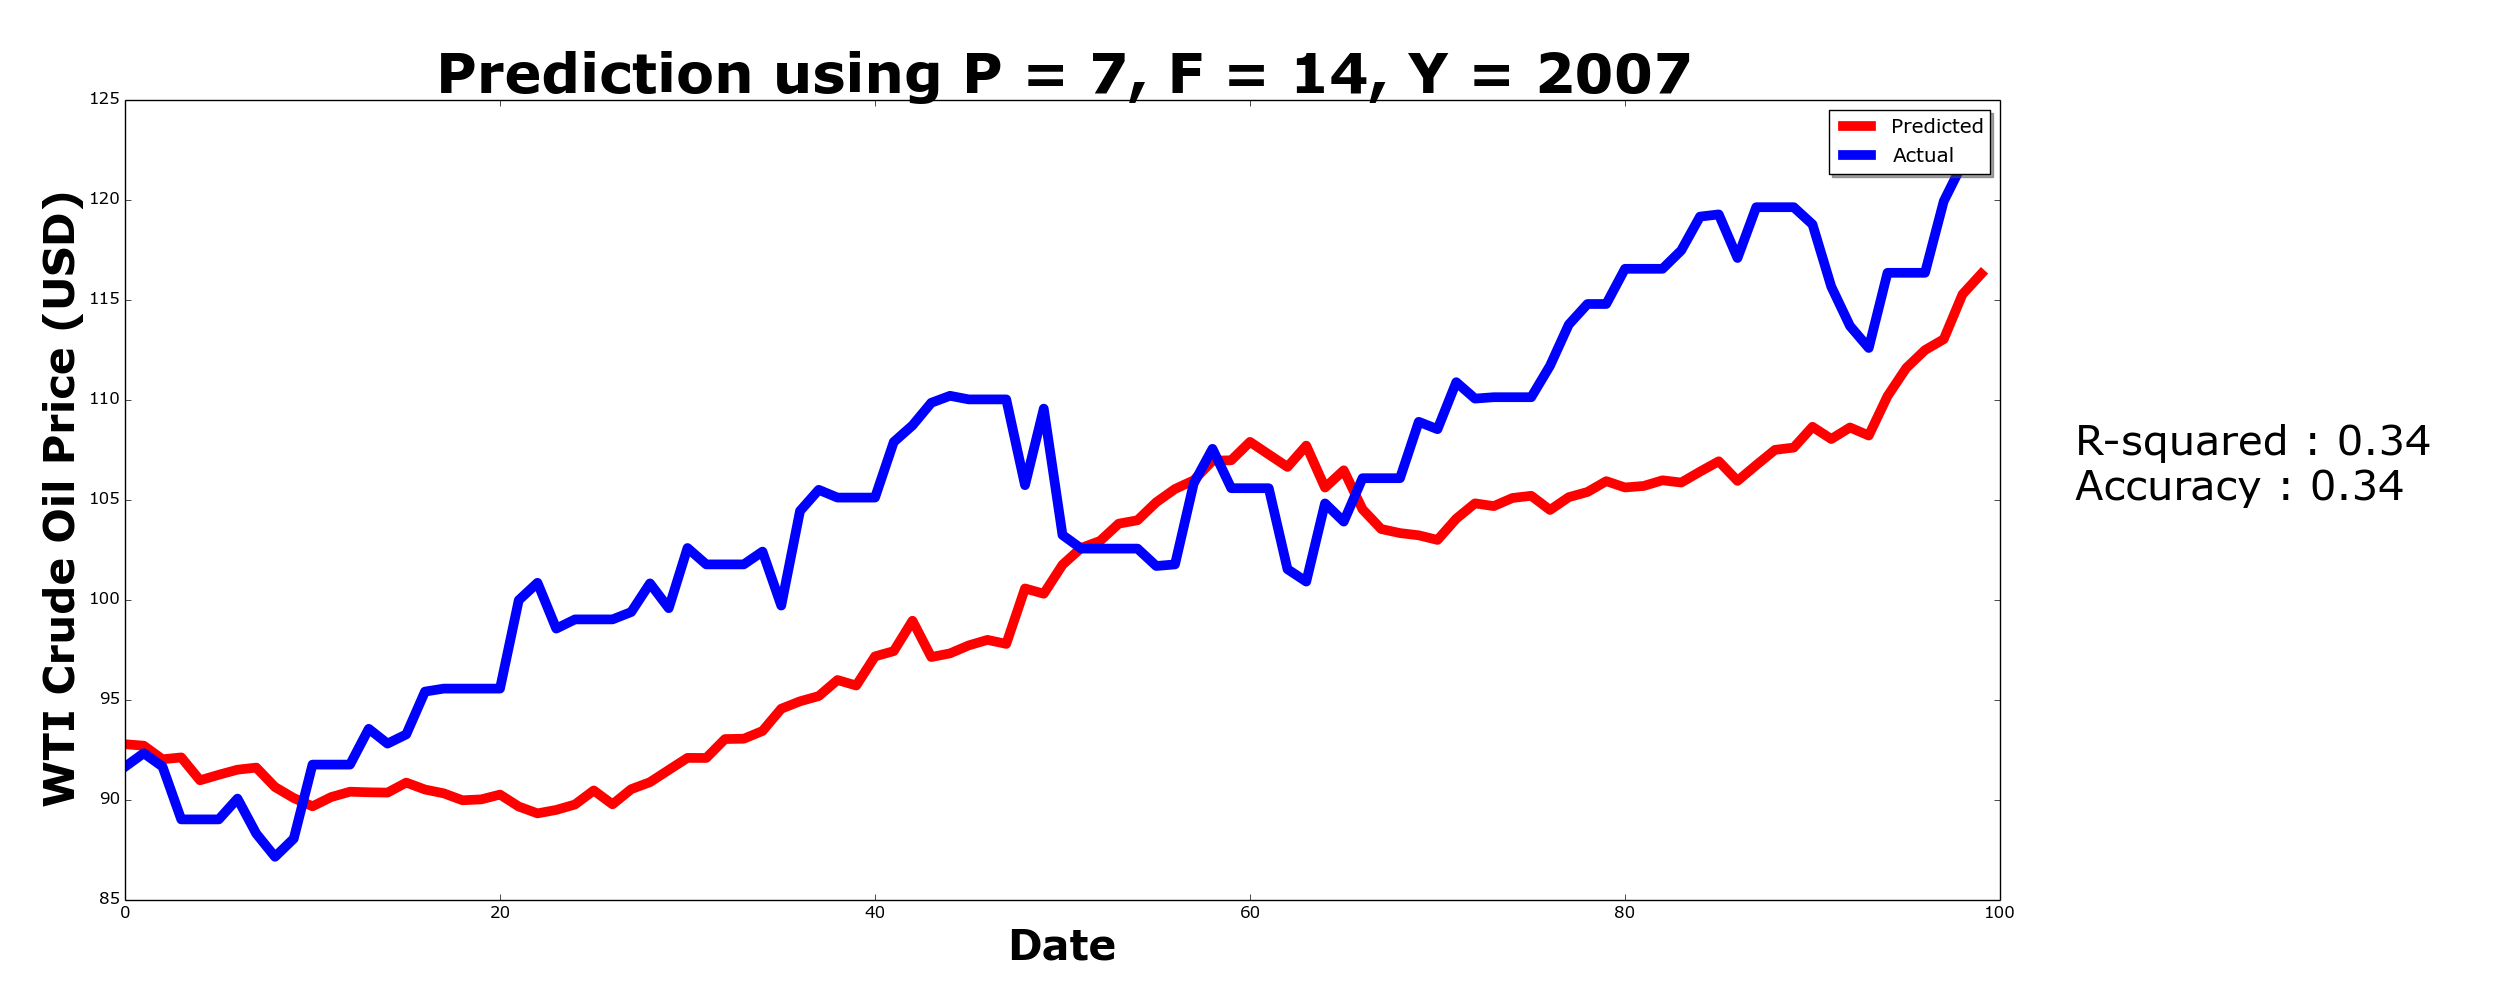 Prediction using P = 7, F = 14, Y = 2007
WTI Crude Oil Price (USD)
125
120
115
110
105
100
95
90
85
Predicted
Actual
R-squared : 0.34
Accuracy : 0.34
0 20 40 60 80 100
Date